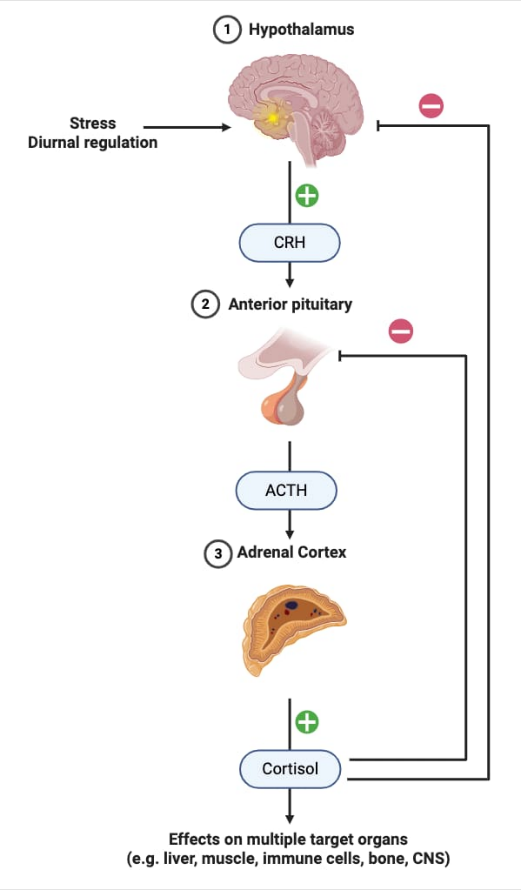 1 Hypothalamus
Stress
Diurnal regulation
CRH
2 Anterior pituitary
ACTH
3 Adrenal Cortex
Cortisol
Effects on multiple target organs
(e.g. liver, muscle, immune cells, bone, CNS)